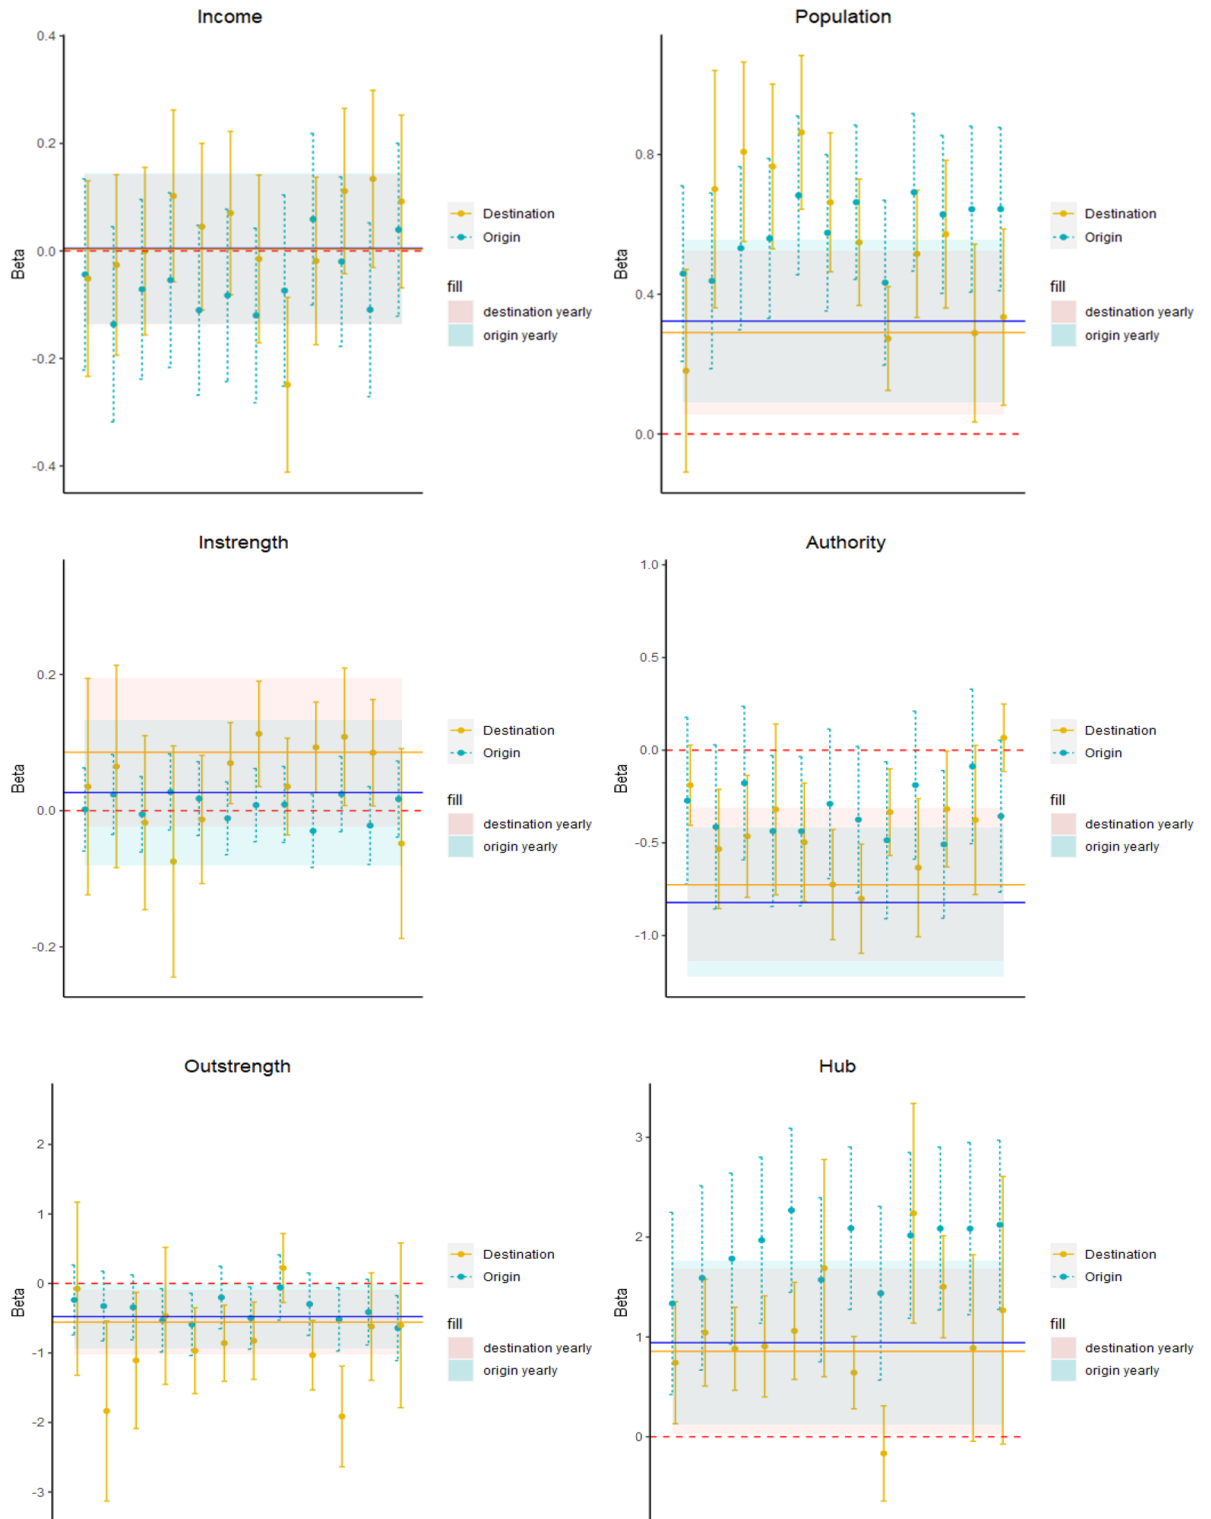 Income
0.4
0.2
0.0
-0.2
-0.4
Beta
Destination
Origin
fill
destination yearly
origin yearly
Population
0.8
0.4
0.0
Beta
Destination
Origin
fill
destination yearly
origin yearly
Instrength
0.2
0.0
-0.2
Beta
Destination
Origin
fill
destination yearly
origin yearly
Authority
1.0
0.5
0.0
-0.5
-1.0
Beta
Destination
Origin
fill
destination yearly
origin yearly
Outstrength
2
1
0
-1
-2
-3
Beta
Destination
Origin
fill
destination yearly
origin yearly
Hub
3
2
1
0
Beta
Destination
Origin
fill
destination yearly
origin yearly